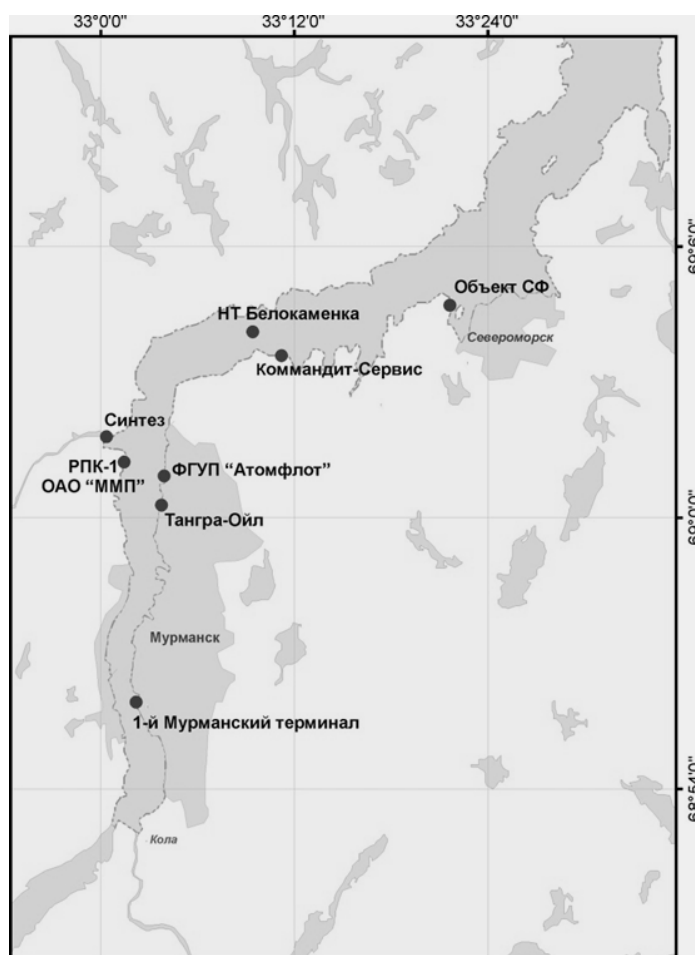 33°0'0"
33°12'0"
33°24'0"
69°6'0"
Объект СФ
НТ Белокаменка
Североморск
Коммандит-Сервис
Синтез
РПК-1
ОАО “ММП”
ФГУП “Атомфлот”
Тангра-Ойл
69°0'0"
Мурманск
1-й Мурманский терминал
68°54'0"
Кола